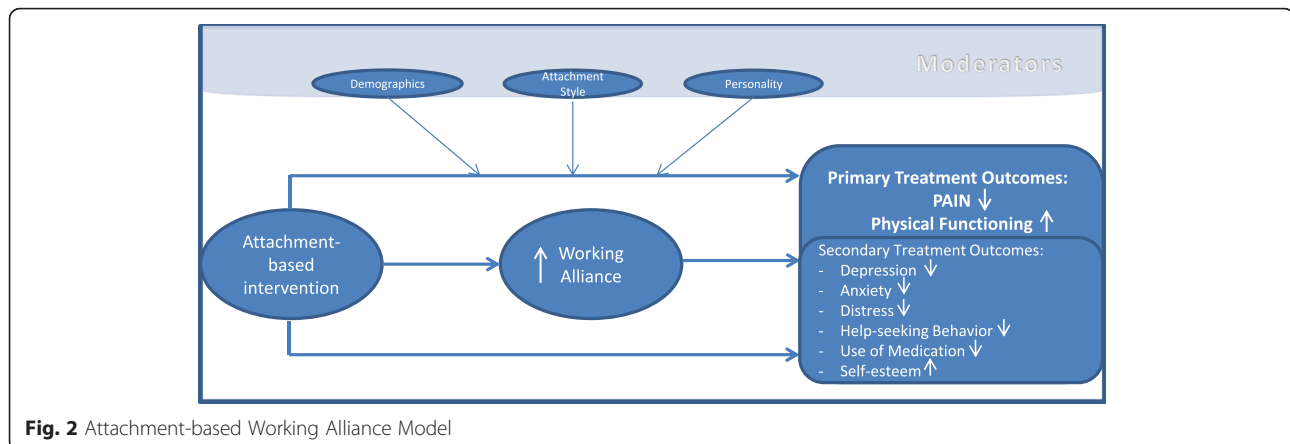 Moderators
Demographics
Attachment
Style
Personality
Primary Treatment Outcomes:
PAIN ↓
Physical Functioning ↑
Attachment-
based
intervention
↑ Working
Alliance
Secondary Treatment Outcomes:
- Depression ↓
- Anxiety ↓
- Distress ↓
- Help-seeking Behavior ↓
- Use of Medication ↓
- Self-esteem ↑
Fig. 2 Attachment-based Working Alliance Model